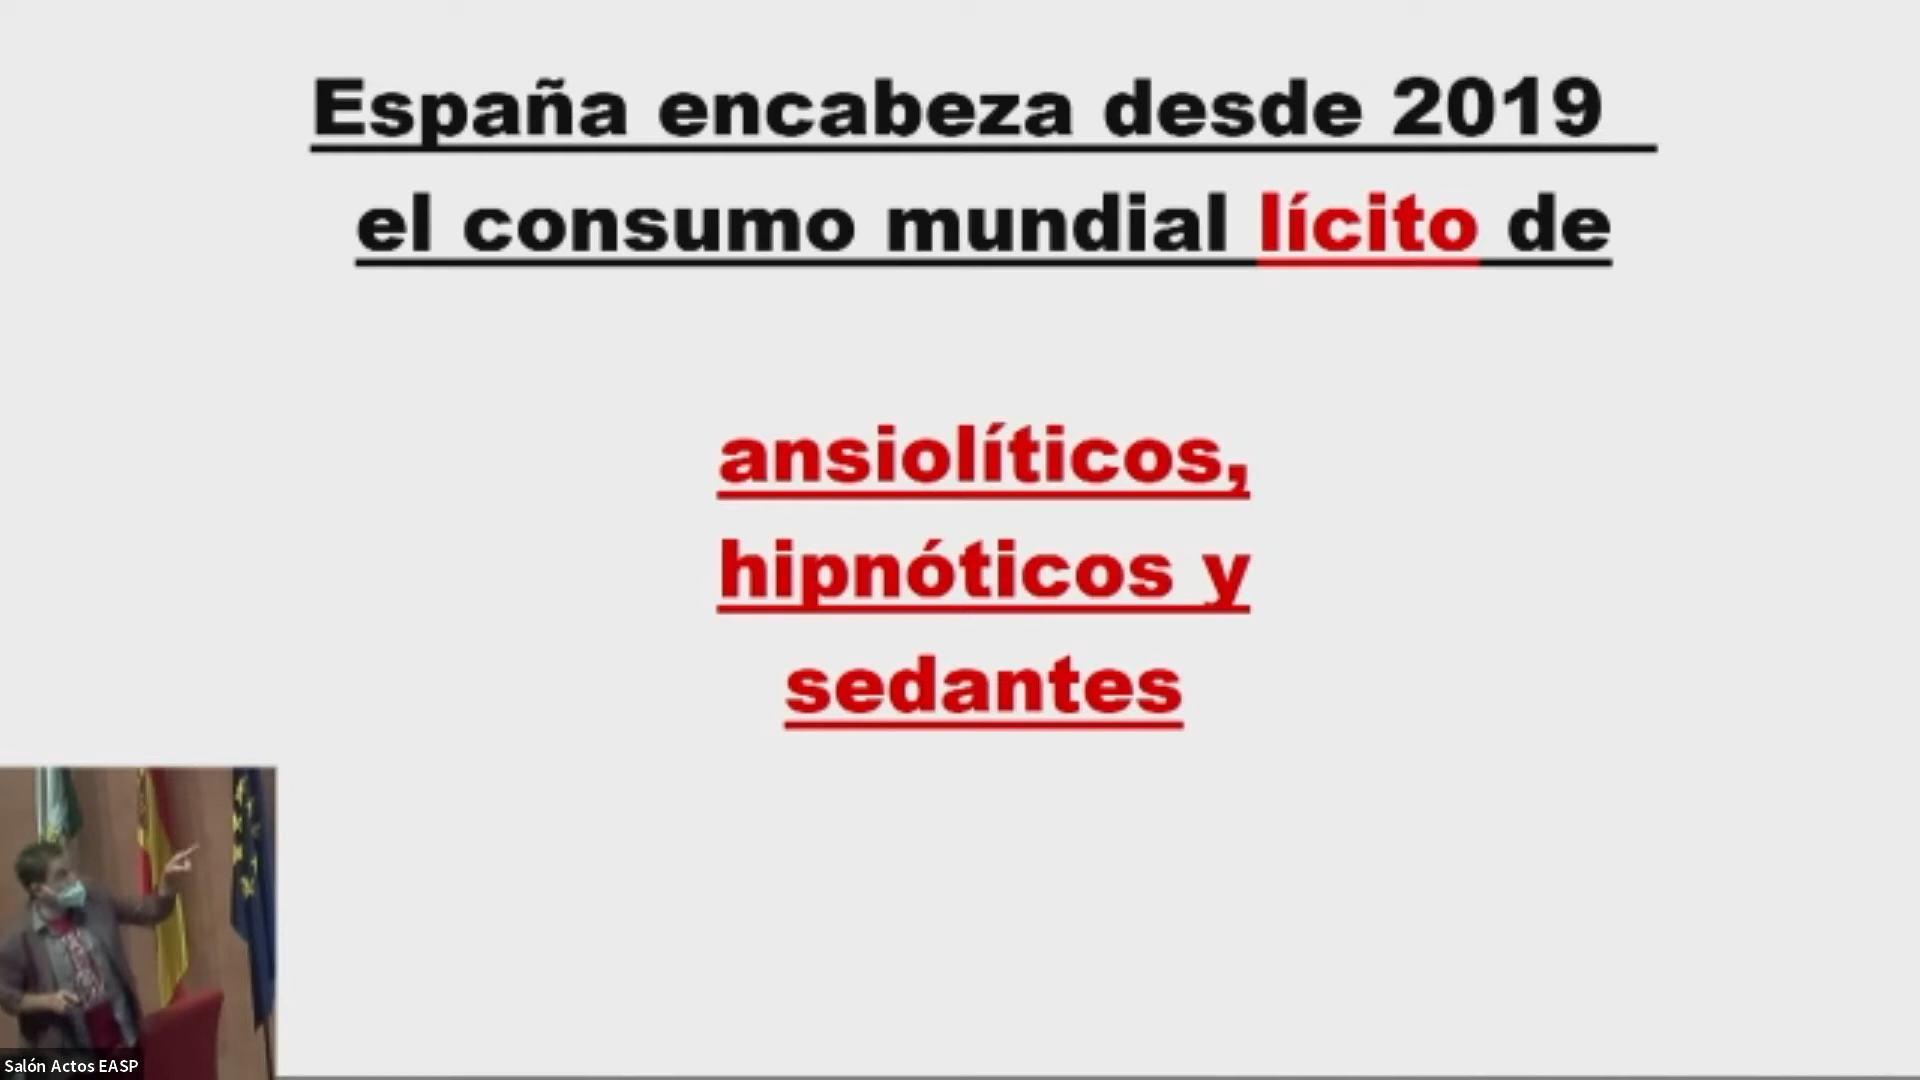 España encabeza desde 2019
el consumo mundial lícito de
ansiolíticos,
hipnóticos y
sedantes
Salón Actos EASP